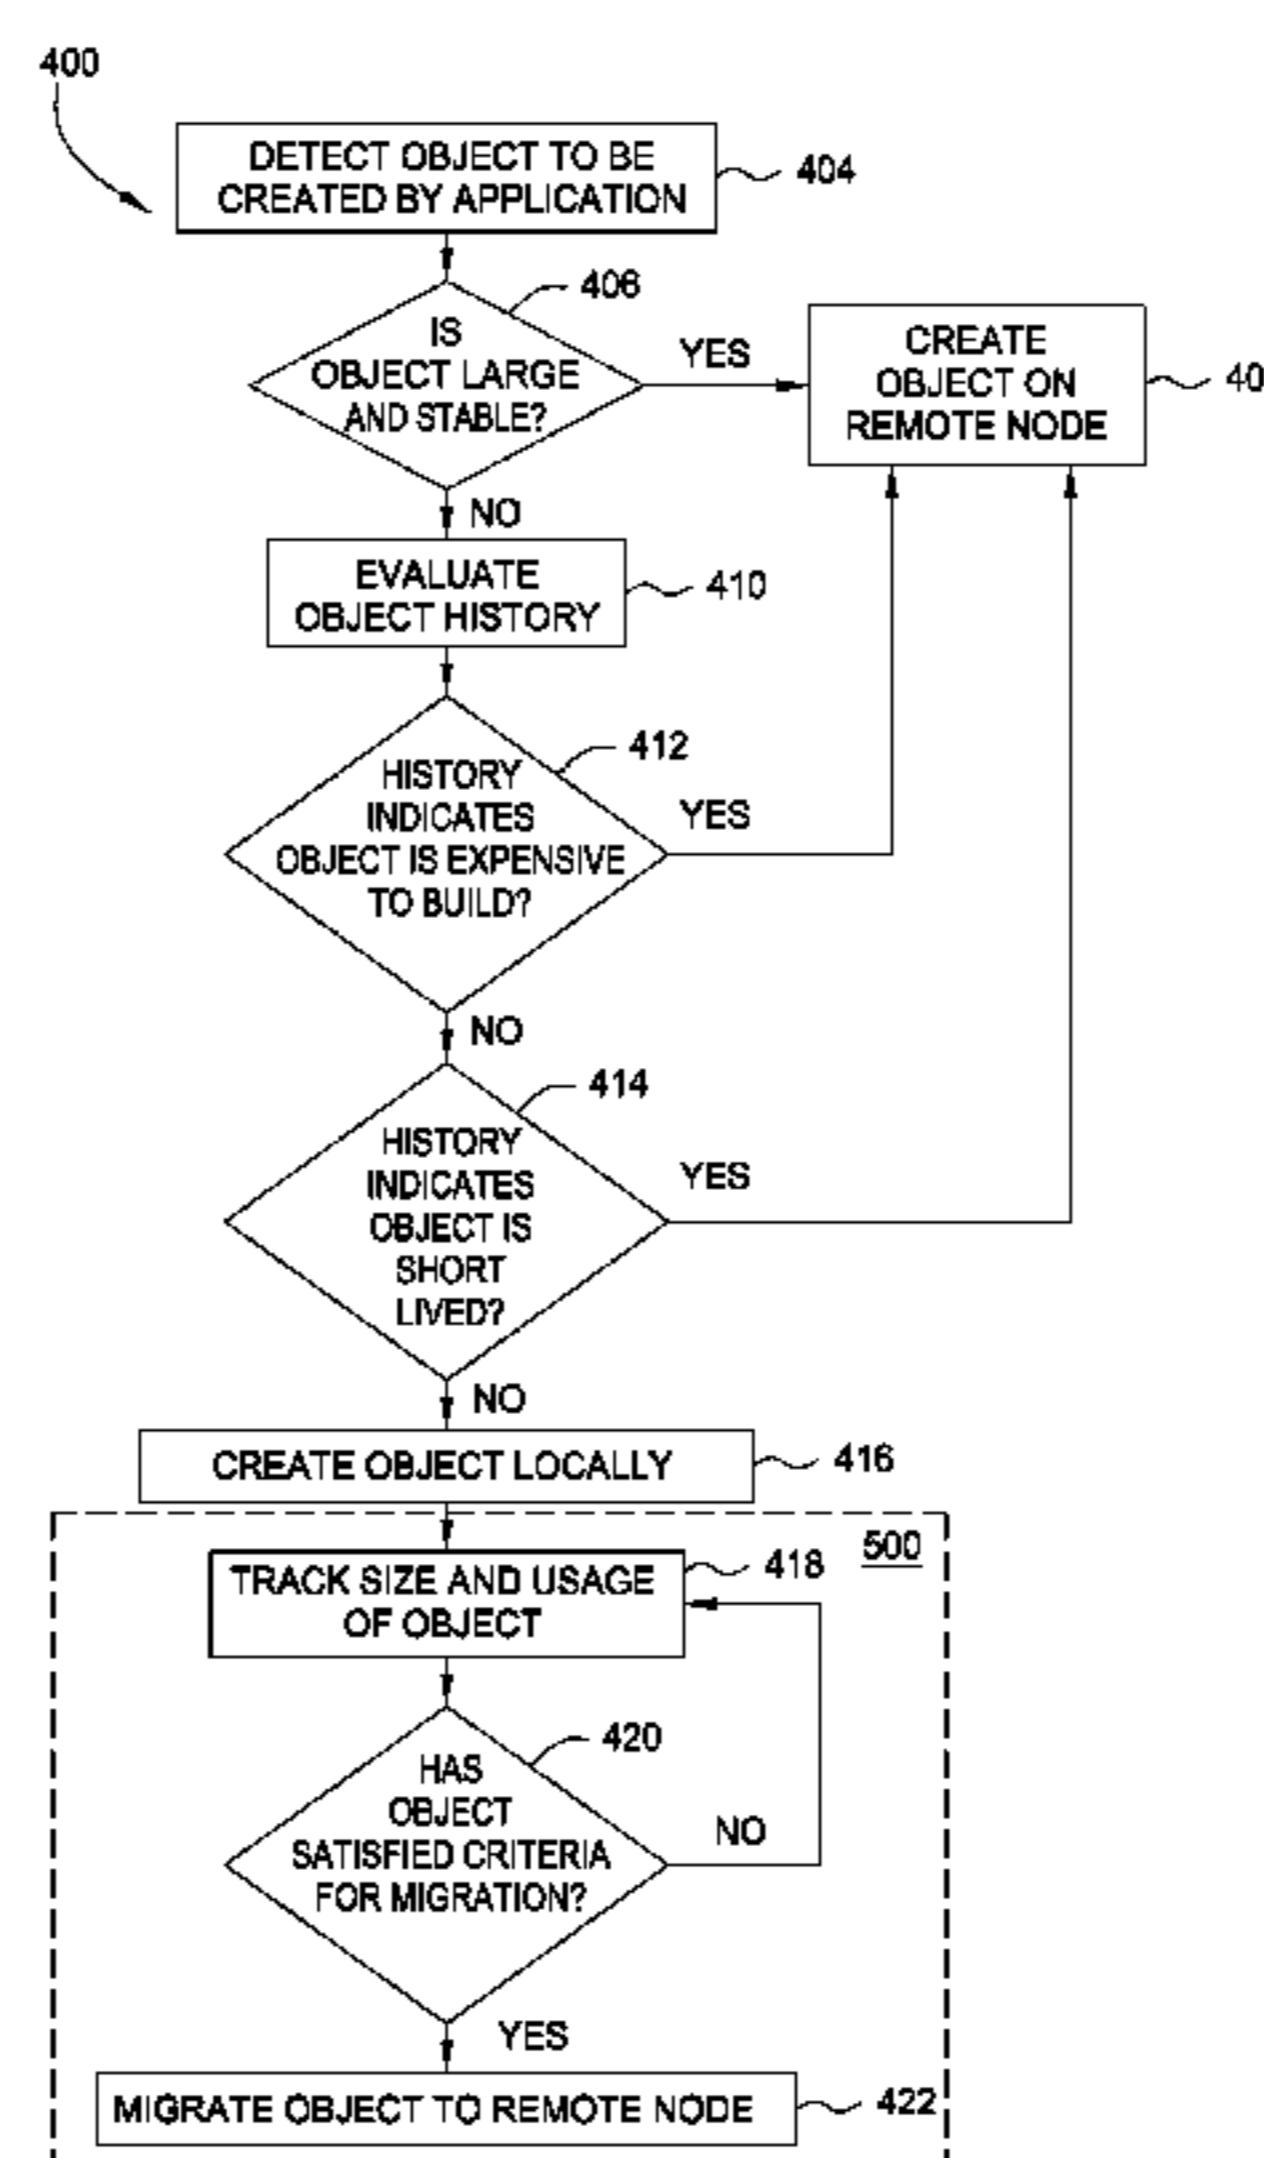 400
DETECT OBJECT TO BE
CREATED BY APPLICATION
404
406
IS
OBJECT LARGE
AND STABLE?
YES
CREATE
OBJECT ON
REMOTE NODE
40
NO
EVALUATE
OBJECT HISTORY
410
412
HISTORY
INDICATES
OBJECT IS EXPENSIVE
TO BUILD?
YES
NO
414
HISTORY
INDICATES
OBJECT IS
SHORT
LIVED?
YES
NO
CREATE OBJECT LOCALLY
416
500
TRACK SIZE AND USAGE
OF OBJECT
418
420
HAS
OBJECT
SATISFIED CRITERIA
FOR MIGRATION?
NO
YES
MIGRATE OBJECT TO REMOTE NODE
422